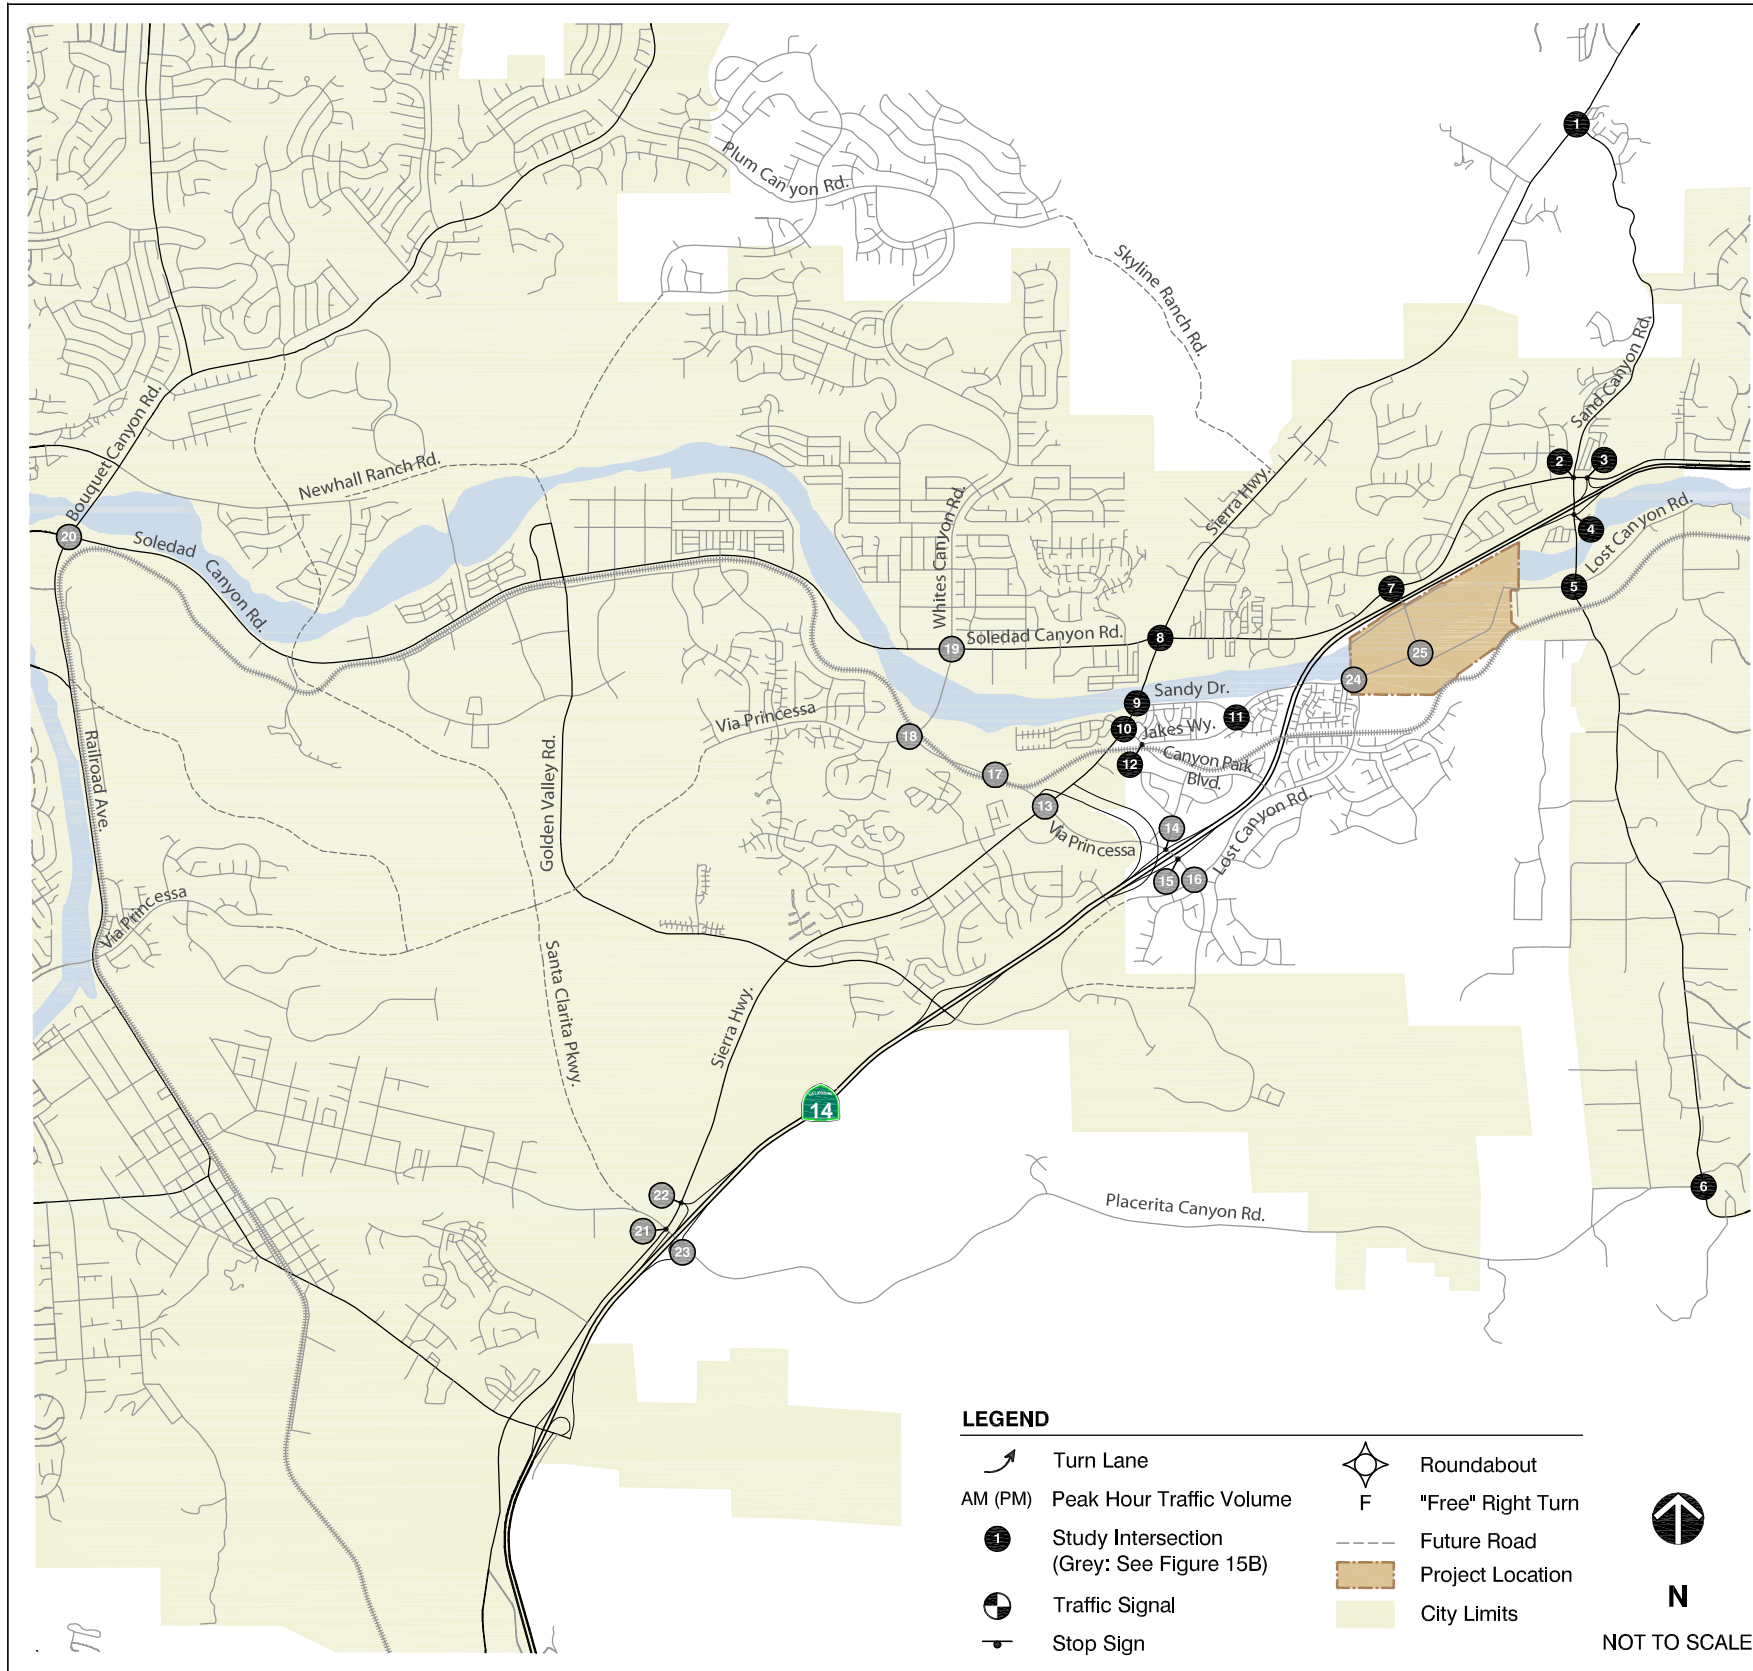 1
Plum Canyon Rd.
Skyline Ranch Rd.
Sand Canyon Rd.
Bouquet Canyon Rd.
Newhall Ranch Rd.
2
3
Whites Canyon Rd.
Sierra Hwy.
Lost Canyon Rd.
4
20
Soledad
Canyon Rd.
5
7
Soledad Canyon Rd.
8
19
25
24
Sandy Dr.
9
11
Via Princessa
18
10
Jakes Wy.
Railroad Ave.
Golden Valley Rd.
12
Canyon Park
Blvd.
17
13
14
Via Princessa
Lost Canyon Rd.
15
16
Via Princessa
Santa Clarita Pkwy.
Sierra Hwy.
CALIFORNIA
14
22
21
23
Placerita Canyon Rd.
6
LEGEND
Turn Lane
AM (PM) Peak Hour Traffic Volume
1 Study Intersection
(Grey: See Figure 15B)
Traffic Signal
Stop Sign
Roundabout
F "Free" Right Turn
Future Road
Project Location
City Limits
N
NOT TO SCALE